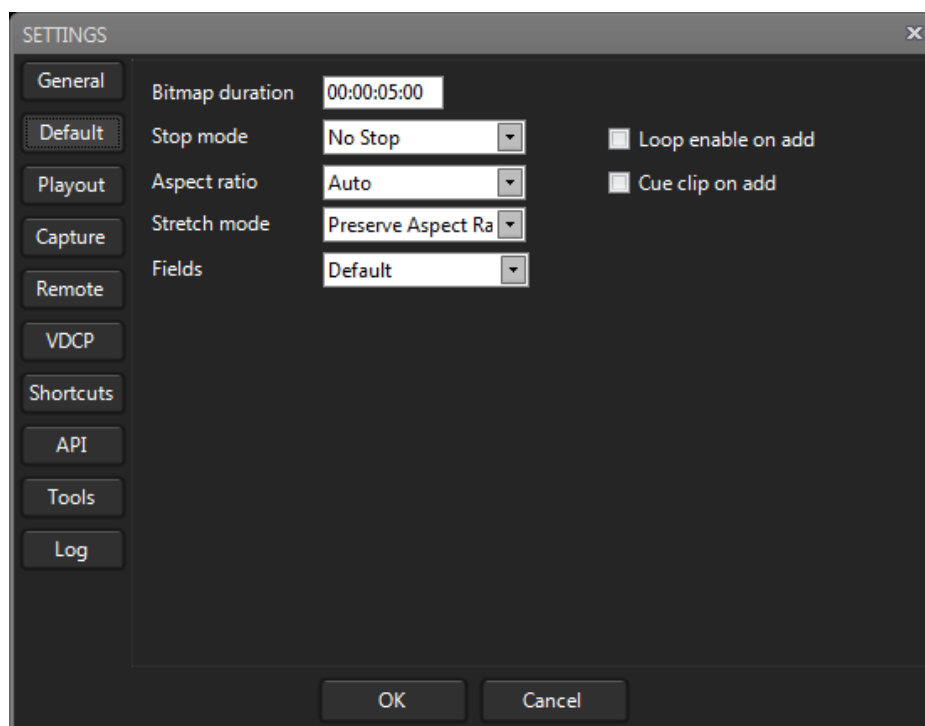 SETTINGS
General
Default
Playout
Capture
Remote
VDCP
Shortcuts
API
Tools
Log
Bitmap duration 00:00:05:00
Stop mode No Stop
Aspect ratio Auto
Stretch mode Preserve Aspect Ra
Fields Default
Loop enable on add
Cue clip on add
OK Cancel